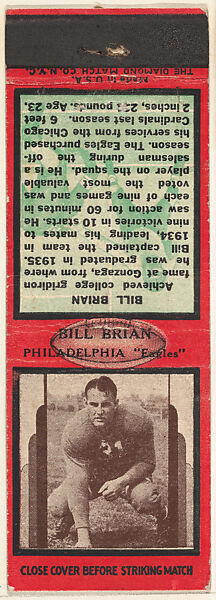 BILL BRIAN
Achieved college gridiron
fame at Gonzaga, from where
he was graduated in 1935
Bill captained the team in
1934, leading his mates to
nine victories in 10 starts. He
saw action for 60 minutes in
each of nine games and was
voted the most valuable
player on the squad. He is a
salesman during the off-
season. The Eagles purchased
his services from the Chicago
Cardinals last season. 6 feet
2 inches, pounds. Age 23.
THE DIAMOND MATCH CO. N.Y.C.
Made in U.S.A.
BILL BRIAN
PHILADELPHIA "Eagles"
CLOSE COVER BEFORE STRIKING MATCH